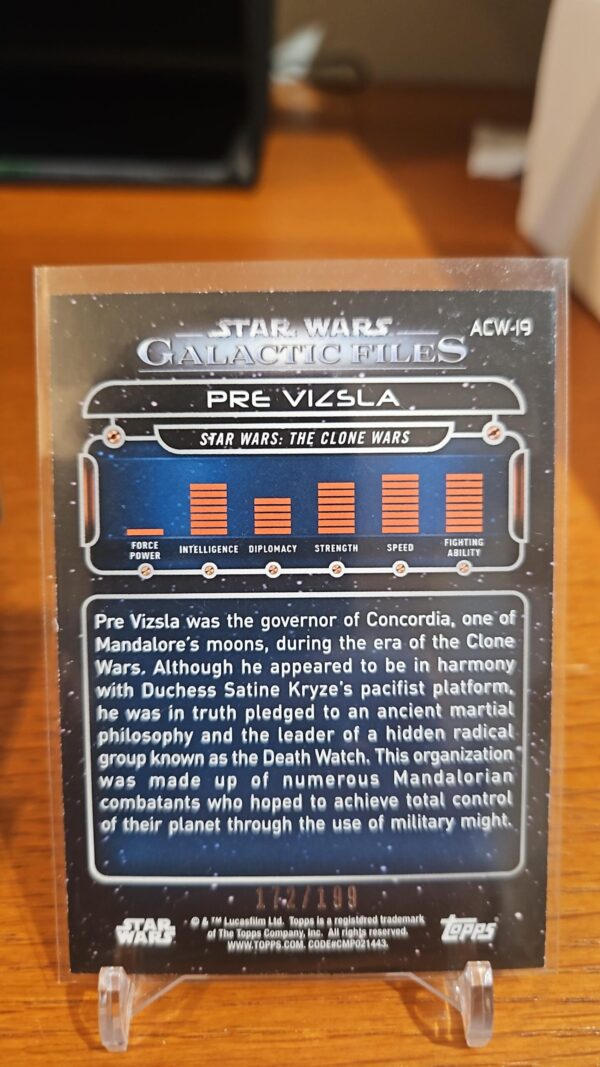 STAR WARS
ACW-19
GALACTIC FILES
PRE VIZSLA
STAR WARS: THE CLONE WARS
FORCE POWER
INTELLIGENCE
DIPLOMACY
STRENGTH
SPEED
FIGHTING ABILITY
Pre Vizsla was the governor of Concordia, one of
Mandalore's moons, during the era of the Clone
Wars. Although he appeared to be in harmony
with Duchess Satine Kryze's pacifist platform,
he was in truth pledged to an ancient martial
philosophy and the leader of a hidden radical
group known as the Death Watch. This organization
was made up of numerous Mandalorian
combatants who hoped to achieve total control
of their planet through the use of military might.
172/199
STAR WARS
© & ™ Lucasfilm Ltd. Topps is a registered trademark
of The Topps Company, Inc. All rights reserved.
WWW.TOPPS.COM. CODE#CMP021443.
Topps